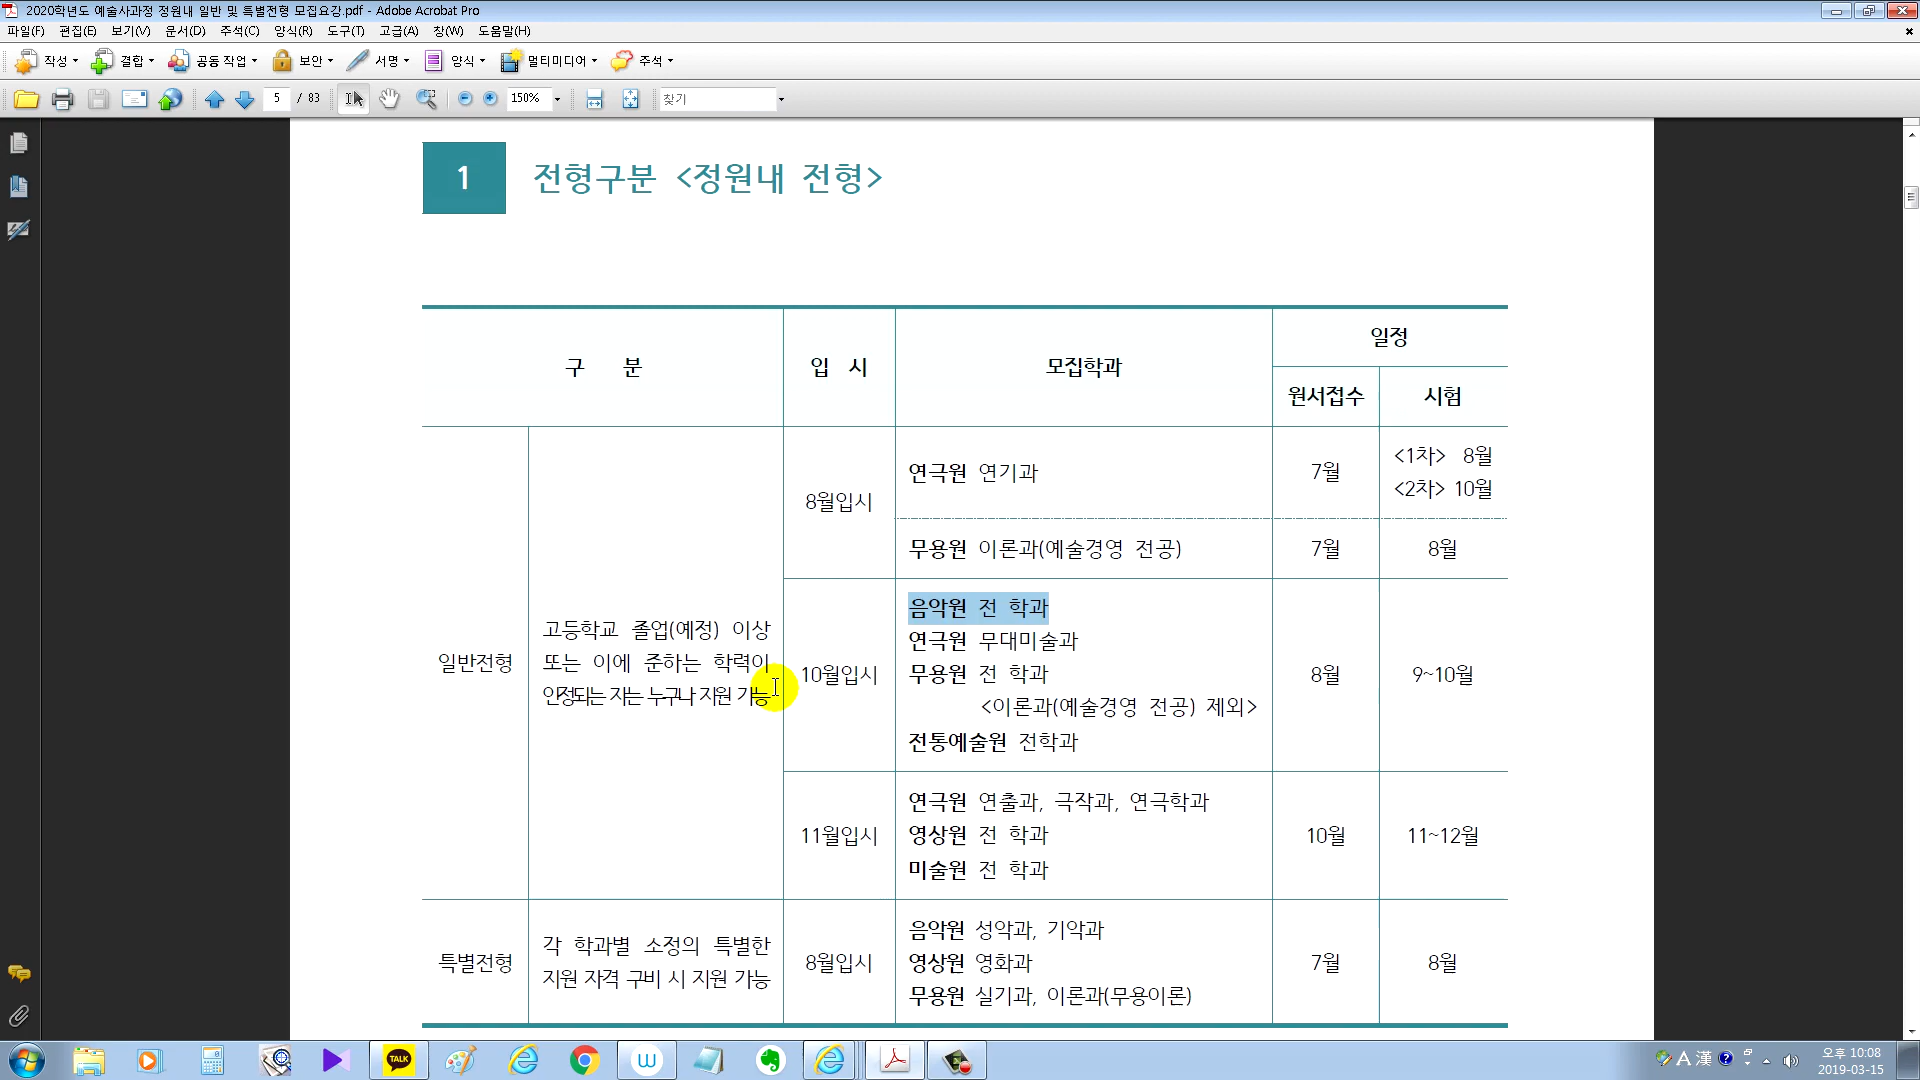 2020학년도 예술사과정 정원내 일반 및 특별전형 모집요강.pdf - Adobe Acrobat Pro
파일(F) 편집(E) 보기(V) 문서(D) 주석(C) 양식(R) 도구(T) 고급(A) 창(W) 도움말(H)
작성 결합 공동 작업 보안 서명 양식 멀티미디어 주석
5 / 83 150% 찾기
1 전형구분 <정원내 전형>
구 분 입 시 모집학과 일정
원서접수 시험
일반전형
고등학교 졸업(예정) 이상
또는 이에 준하는 학력이
인정되는 자는 누구나 지원 가능
8월입시
연극원 연기과 7월 <1차> 8월
<2차> 10월
무용원 이론과(예술경영 전공) 7월 8월
10월입시
음악원 전 학과
연극원 무대미술과
무용원 전 학과
<이론과(예술경영 전공) 제외>
전통예술원 전학과
8월 9~10월
11월입시
연극원 연출과, 극작과, 연극학과
영상원 전 학과
미술원 전 학과
10월 11~12월
특별전형
각 학과별 소정의 특별한
지원 자격 구비 시 지원 가능
8월입시
음악원 성악과, 기악과
영상원 영화과
무용원 실기과, 이론과(무용이론)
7월 8월
TALK
A 漢
오후 10:08
2019-03-15